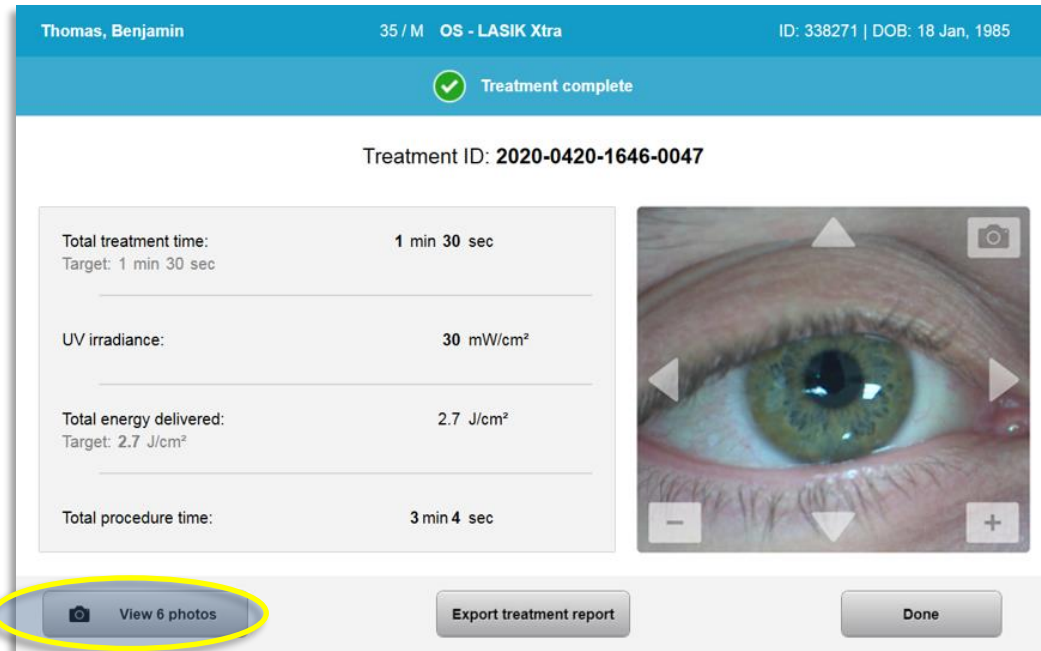 Thomas, Benjamin 35 / M OS - LASIK Xtra ID: 338271 | DOB: 18 Jan, 1985
Treatment complete
Treatment ID: 2020-0420-1646-0047
Total treatment time: 1 min 30 sec
Target: 1 min 30 sec
UV irradiance: 30 mW/cm²
Total energy delivered: 2.7 J/cm²
Target: 2.7 J/cm²
Total procedure time: 3 min 4 sec
View 6 photos Export treatment report Done